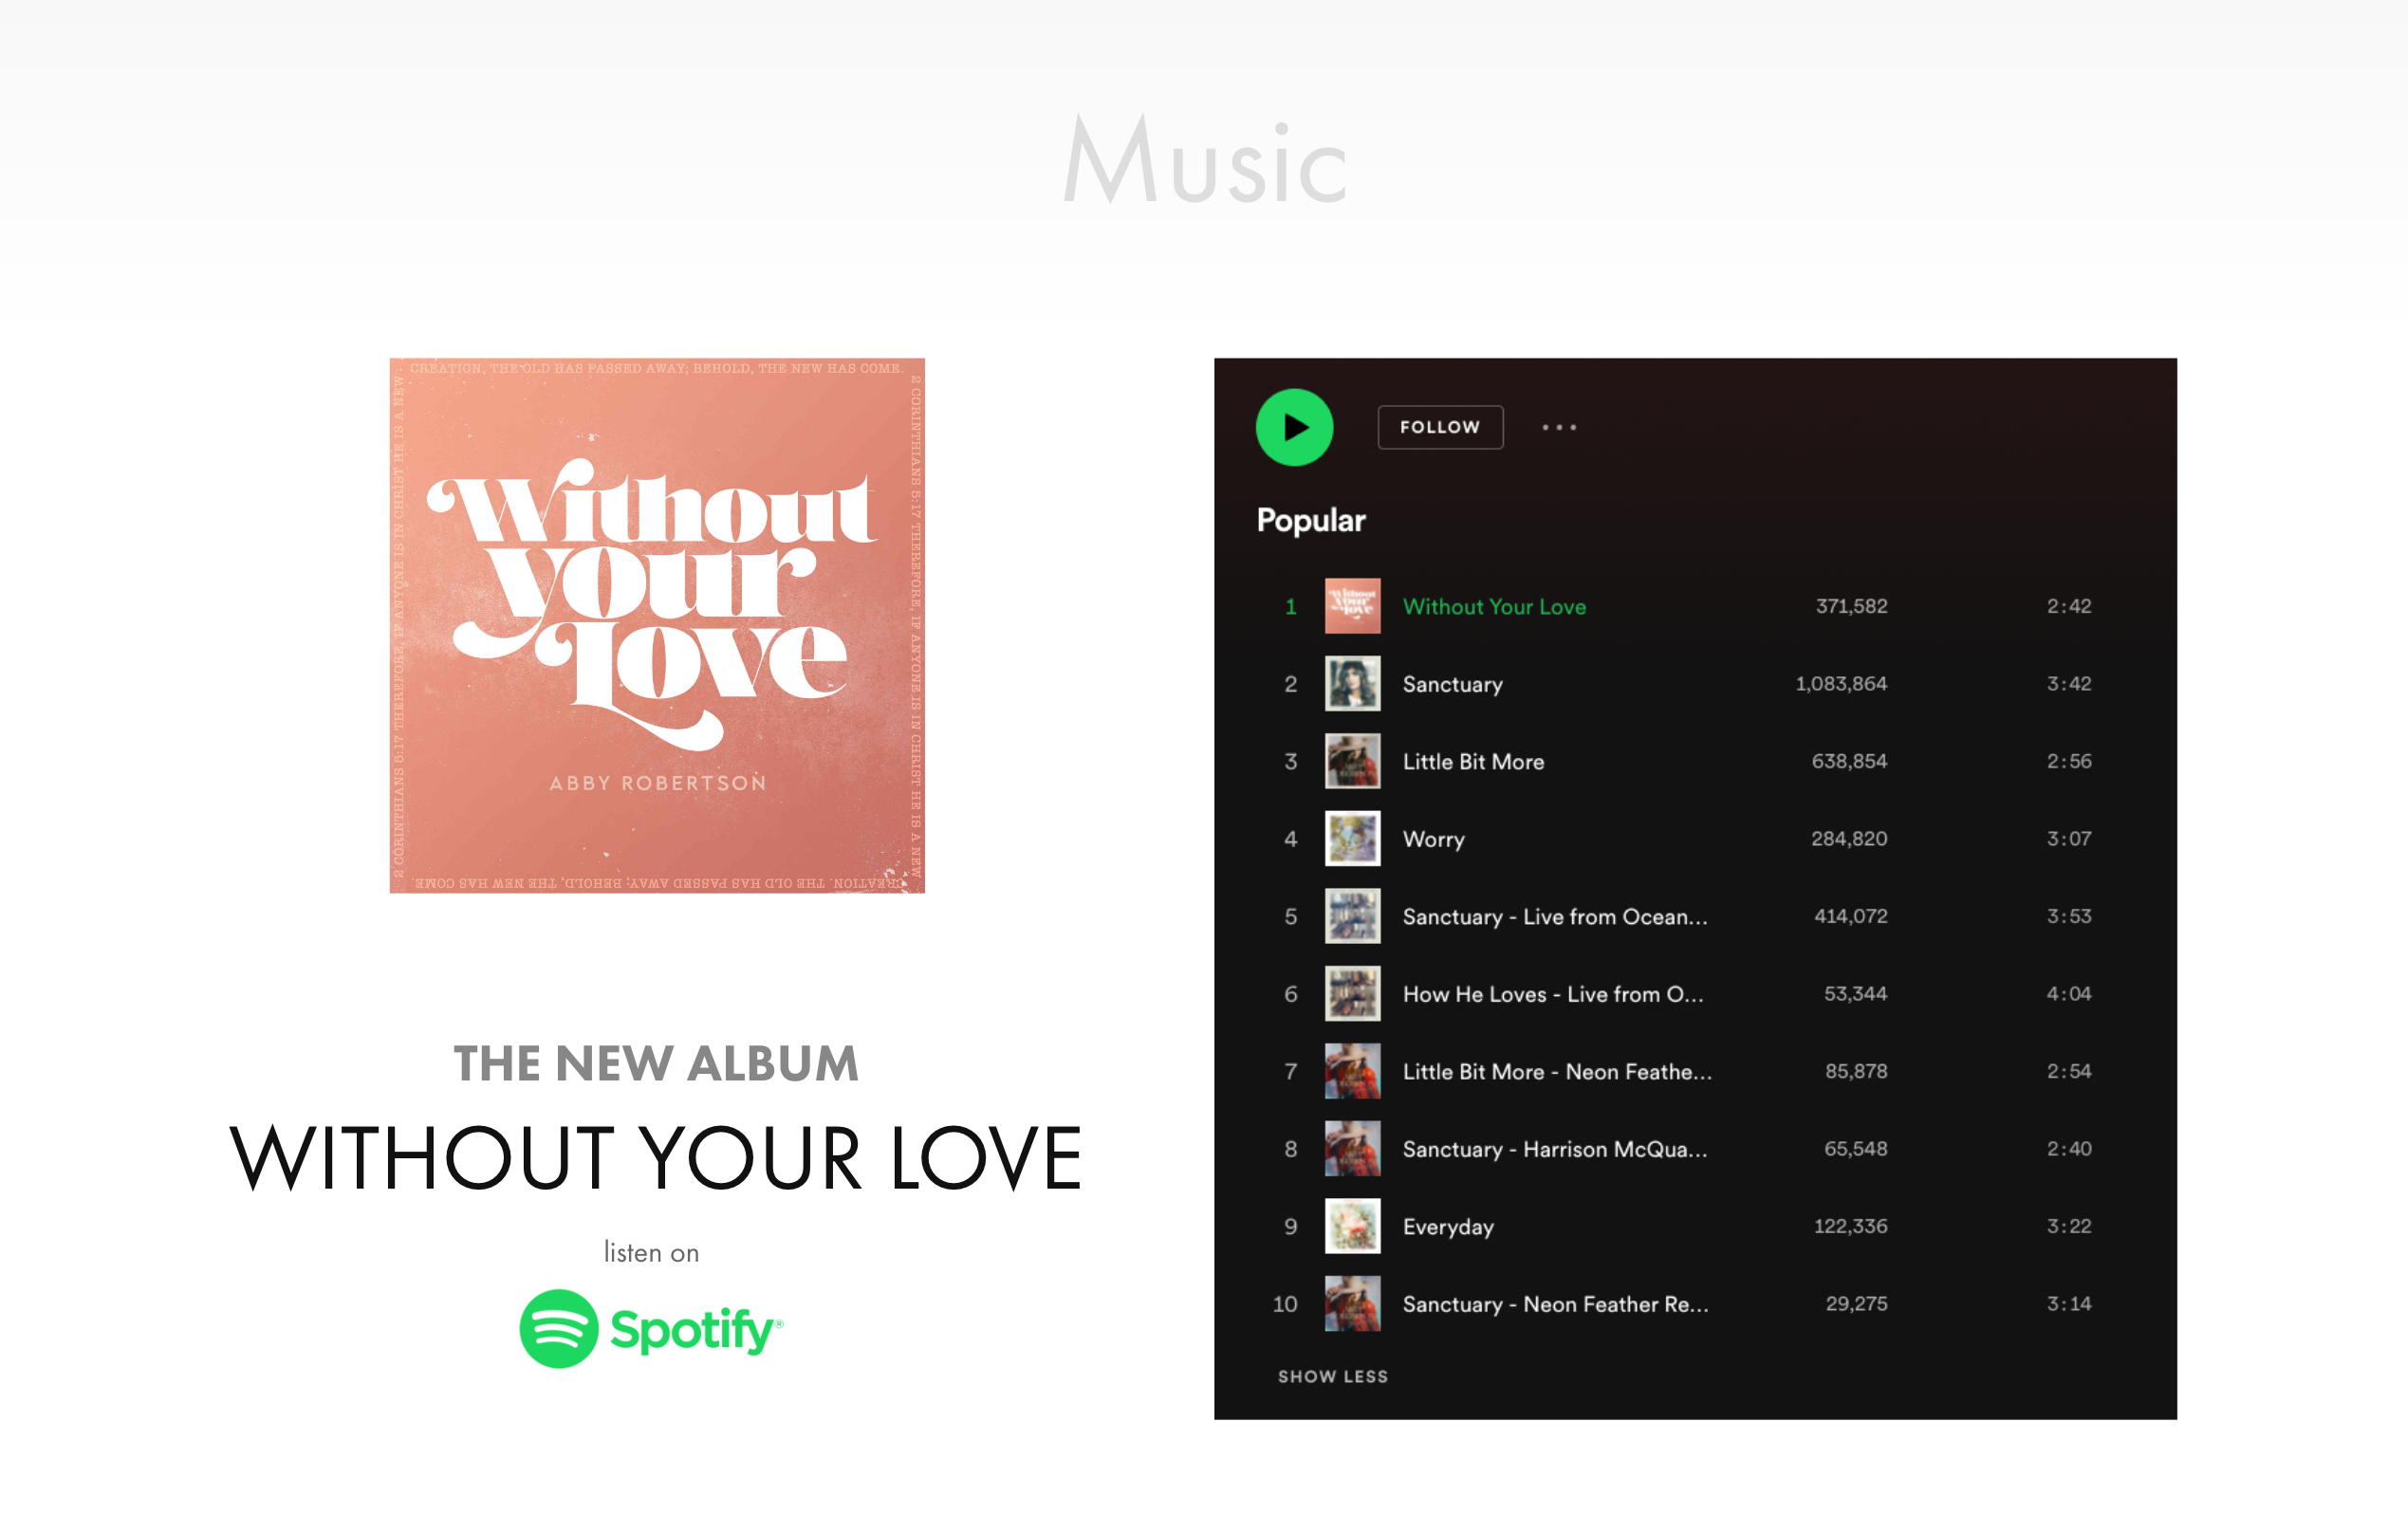 Music
CREATION, THE OLD HAS PASSED AWAY; BEHOLD, THE NEW HAS COME.
2 CORINTHIANS 5:17 THEREFORE, IF ANYONE IS IN CHRIST HE IS A NEW
2 CORINTHIANS 5:17 THEREFORE, IF ANYONE IS IN CHRIST HE IS A NEW
Without
your
Love
ABBY ROBERTSON
CREATION, THE OLD HAS PASSED AWAY; BEHOLD, THE NEW HAS COME.
THE NEW ALBUM
WITHOUT YOUR LOVE
listen on
Spotify®
FOLLOW
Popular
1 Without Your Love 371,582 2:42
2 Sanctuary 1,083,864 3:42
3 Little Bit More 638,854 2:56
4 Worry 284,820 3:07
5 Sanctuary - Live from Ocean... 414,072 3:53
6 How He Loves - Live from O... 53,344 4:04
7 Little Bit More - Neon Feathe... 85,878 2:54
8 Sanctuary - Harrison McQua... 65,548 2:40
9 Everyday 122,336 3:22
10 Sanctuary - Neon Feather Re... 29,275 3:14
SHOW LESS